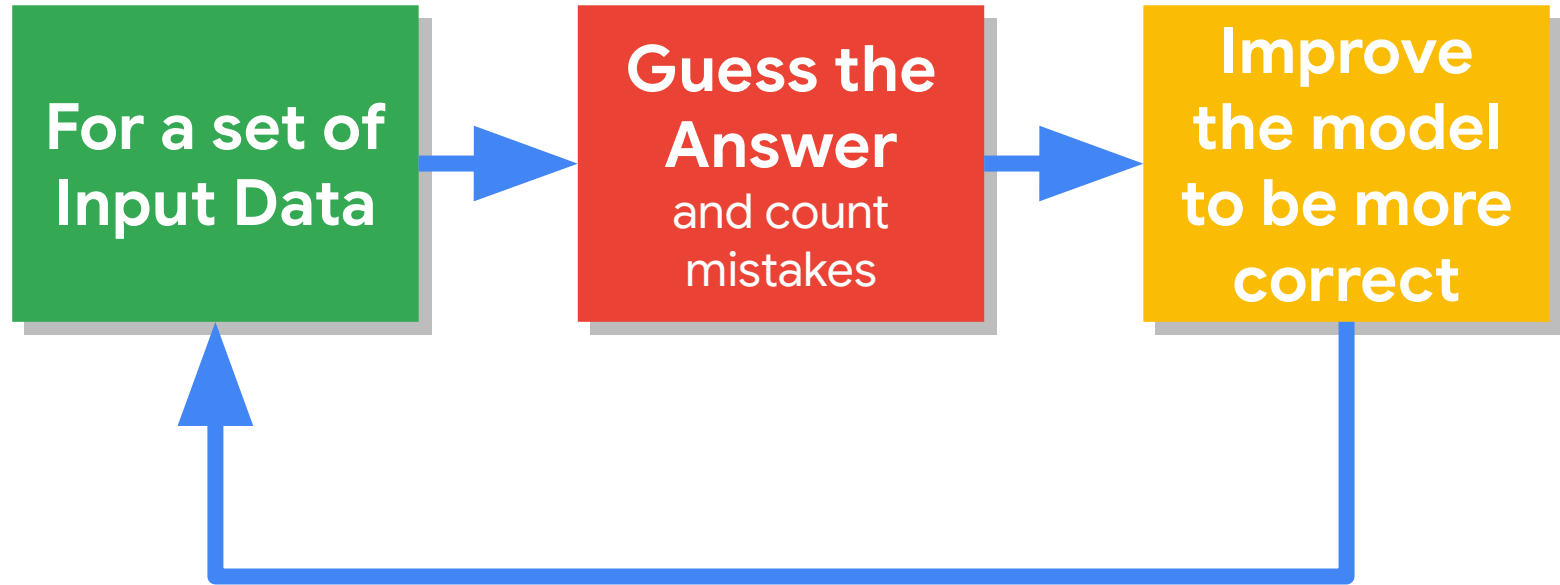 For a set of
Input Data
Guess the
Answer
and count
mistakes
Improve
the model
to be more
correct